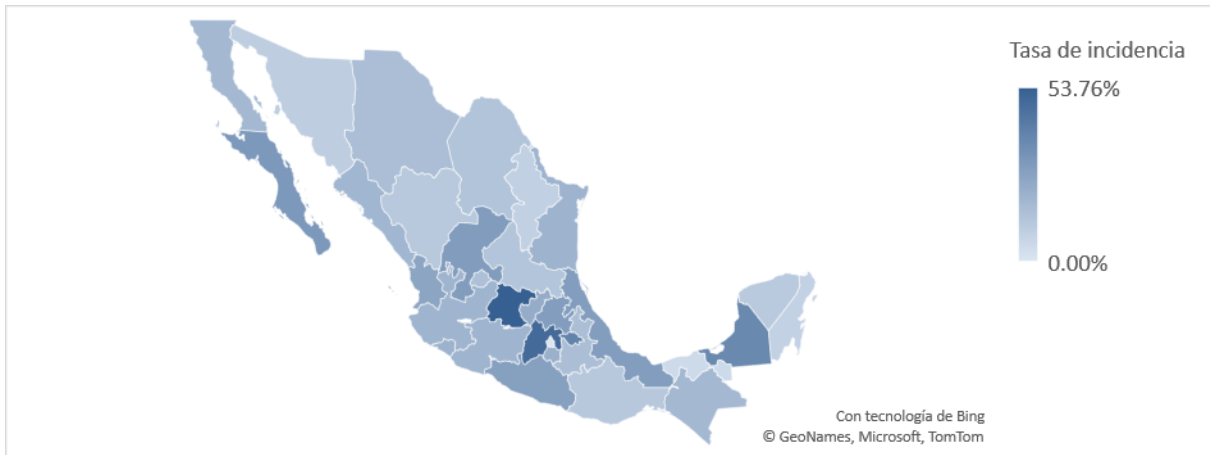 Tasa de incidencia
53.76%
0.00%
Con tecnología de Bing
© GeoNames, Microsoft, TomTom